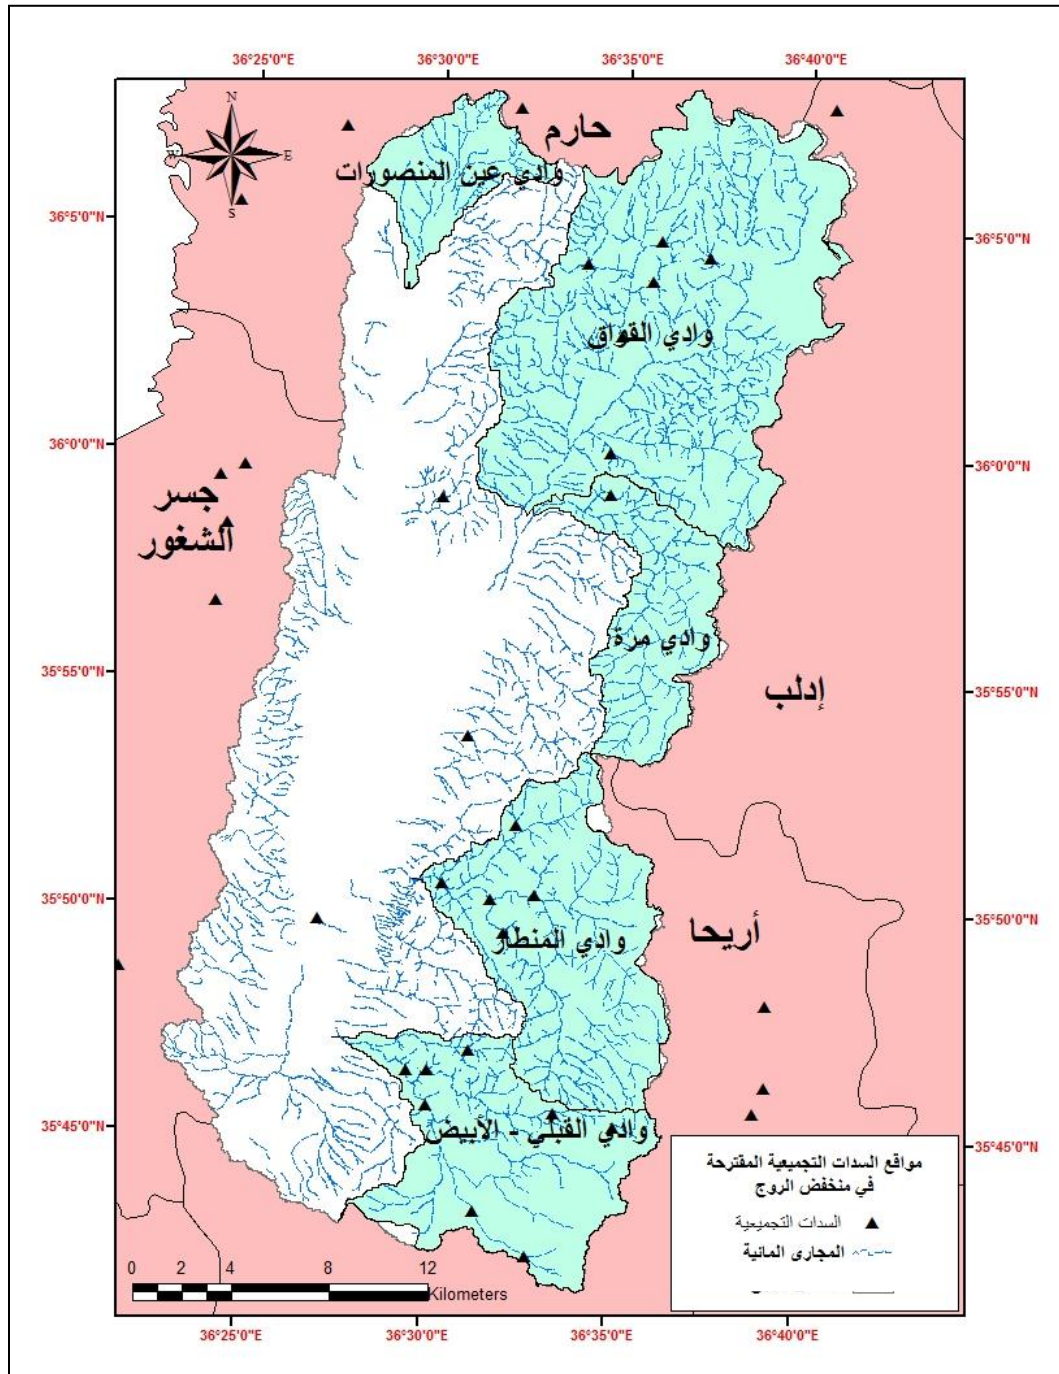 36°25'0"E 36°30'0"E 36°35'0"E 36°40'0"E
N
W E
S
حارم
وادي عين المنصورات
36°5'0"N
36°5'0"N
وادي القواق
36°0'0"N
36°0'0"N
جسر
الشغور
وادي مرة
35°55'0"N
35°55'0"N
إدلب
35°50'0"N
35°50'0"N
أريحا
وادي المنطار
35°45'0"N
35°45'0"N
وادي القبلي - الأبيض
مواقع السدات التجميعية المقترحة
في منخفض الروج
السدات التجميعية
المجاري المائية
0 2 4 8 12
Kilometers
36°25'0"E 36°30'0"E 36°35'0"E 36°40'0"E